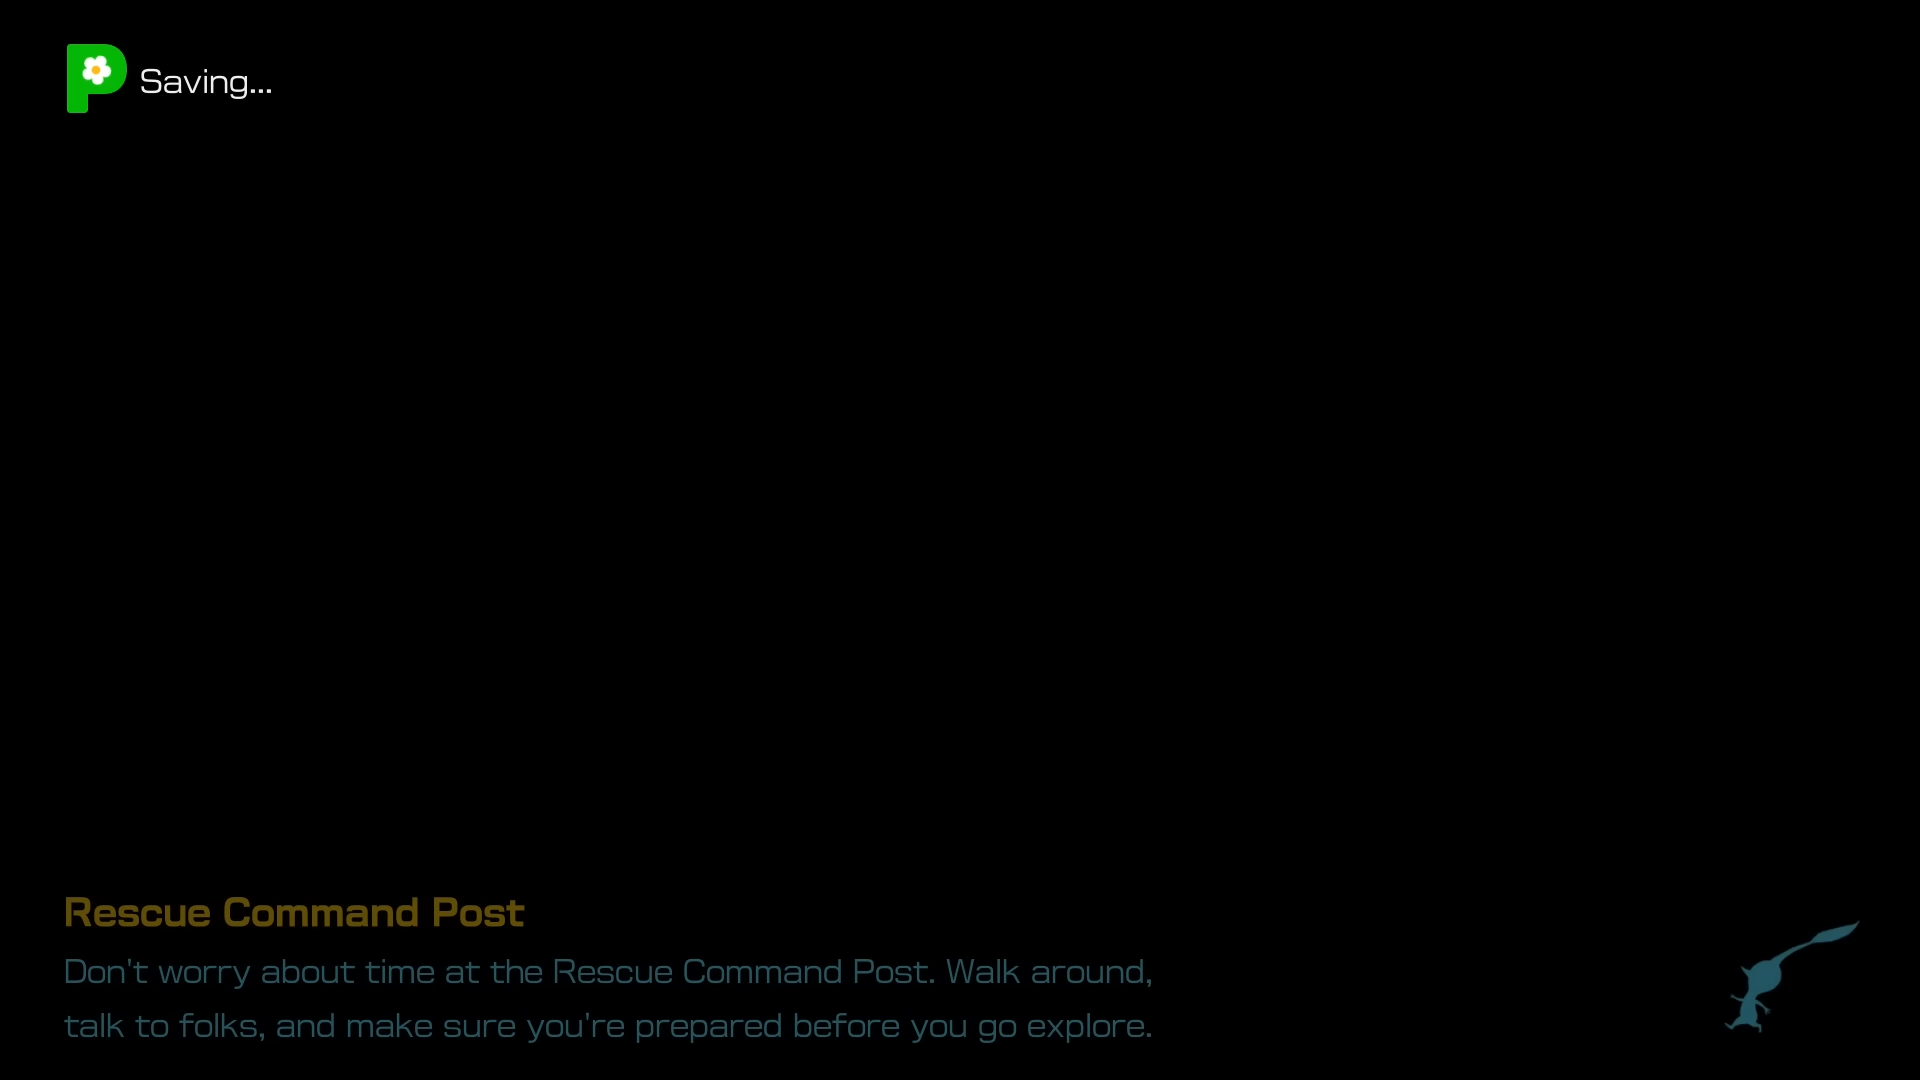 P Saving...
Rescue Command Post
Don't worry about time at the Rescue Command Post. Walk around,
talk to folks, and make sure you're prepared before you go explore.